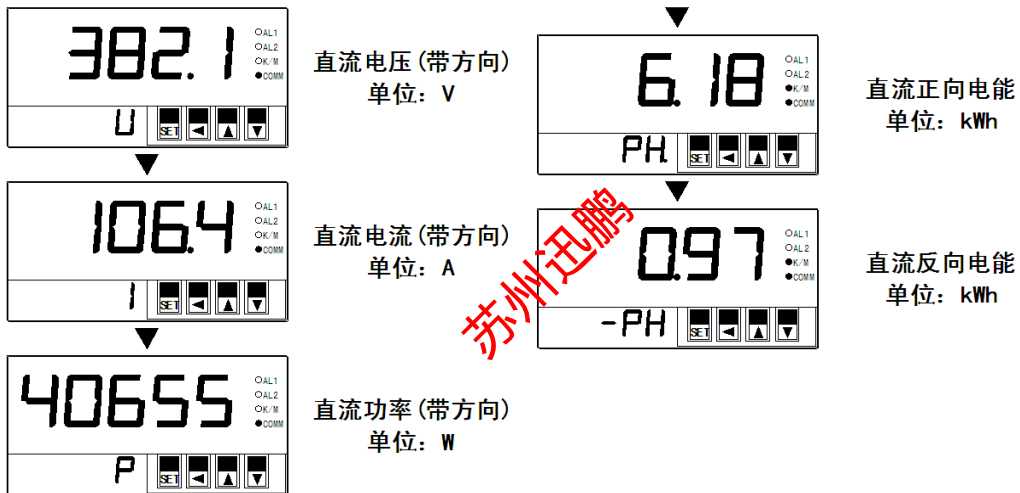 382.1
AL1
AL2
K/M
COMM
U
SET
直流电压(带方向)
单位: V
106.4
AL1
AL2
K/M
COMM
I
SET
直流电流(带方向)
单位: A
40655
AL1
AL2
K/M
COMM
P
SET
直流功率(带方向)
单位: W
6.18
AL1
AL2
K/M
COMM
PH.
SET
直流正向电能
单位: kWh
0.97
AL1
AL2
K/M
COMM
-PH
SET
直流反向电能
单位: kWh
苏州迅鹏